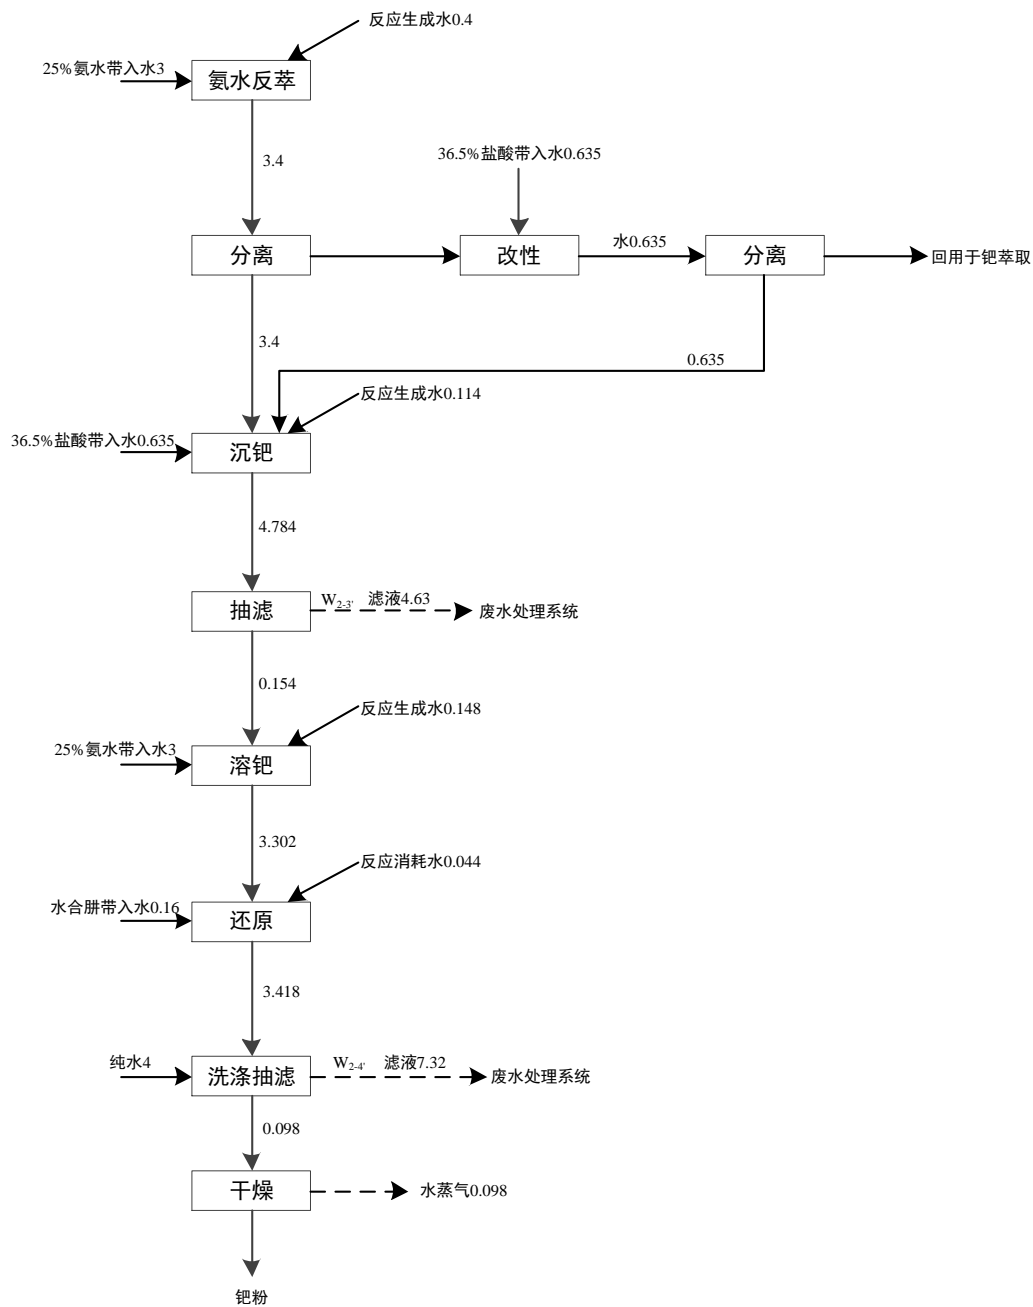 反应生成水0.4
25%氨水带入水3
氨水反萃
3.4
36.5%盐酸带入水0.635
分离
改性
水0.635
分离
回用于钯萃取
3.4
0.635
反应生成水0.114
36.5%盐酸带入水0.635
沉钯
4.784
抽滤
W2-3' 滤液4.63
废水处理系统
0.154
反应生成水0.148
25%氨水带入水3
溶钯
3.302
反应消耗水0.044
水合肼带入水0.16
还原
3.418
纯水4
洗涤抽滤
W2-4' 滤液7.32
废水处理系统
0.098
干燥
水蒸气0.098
钯粉